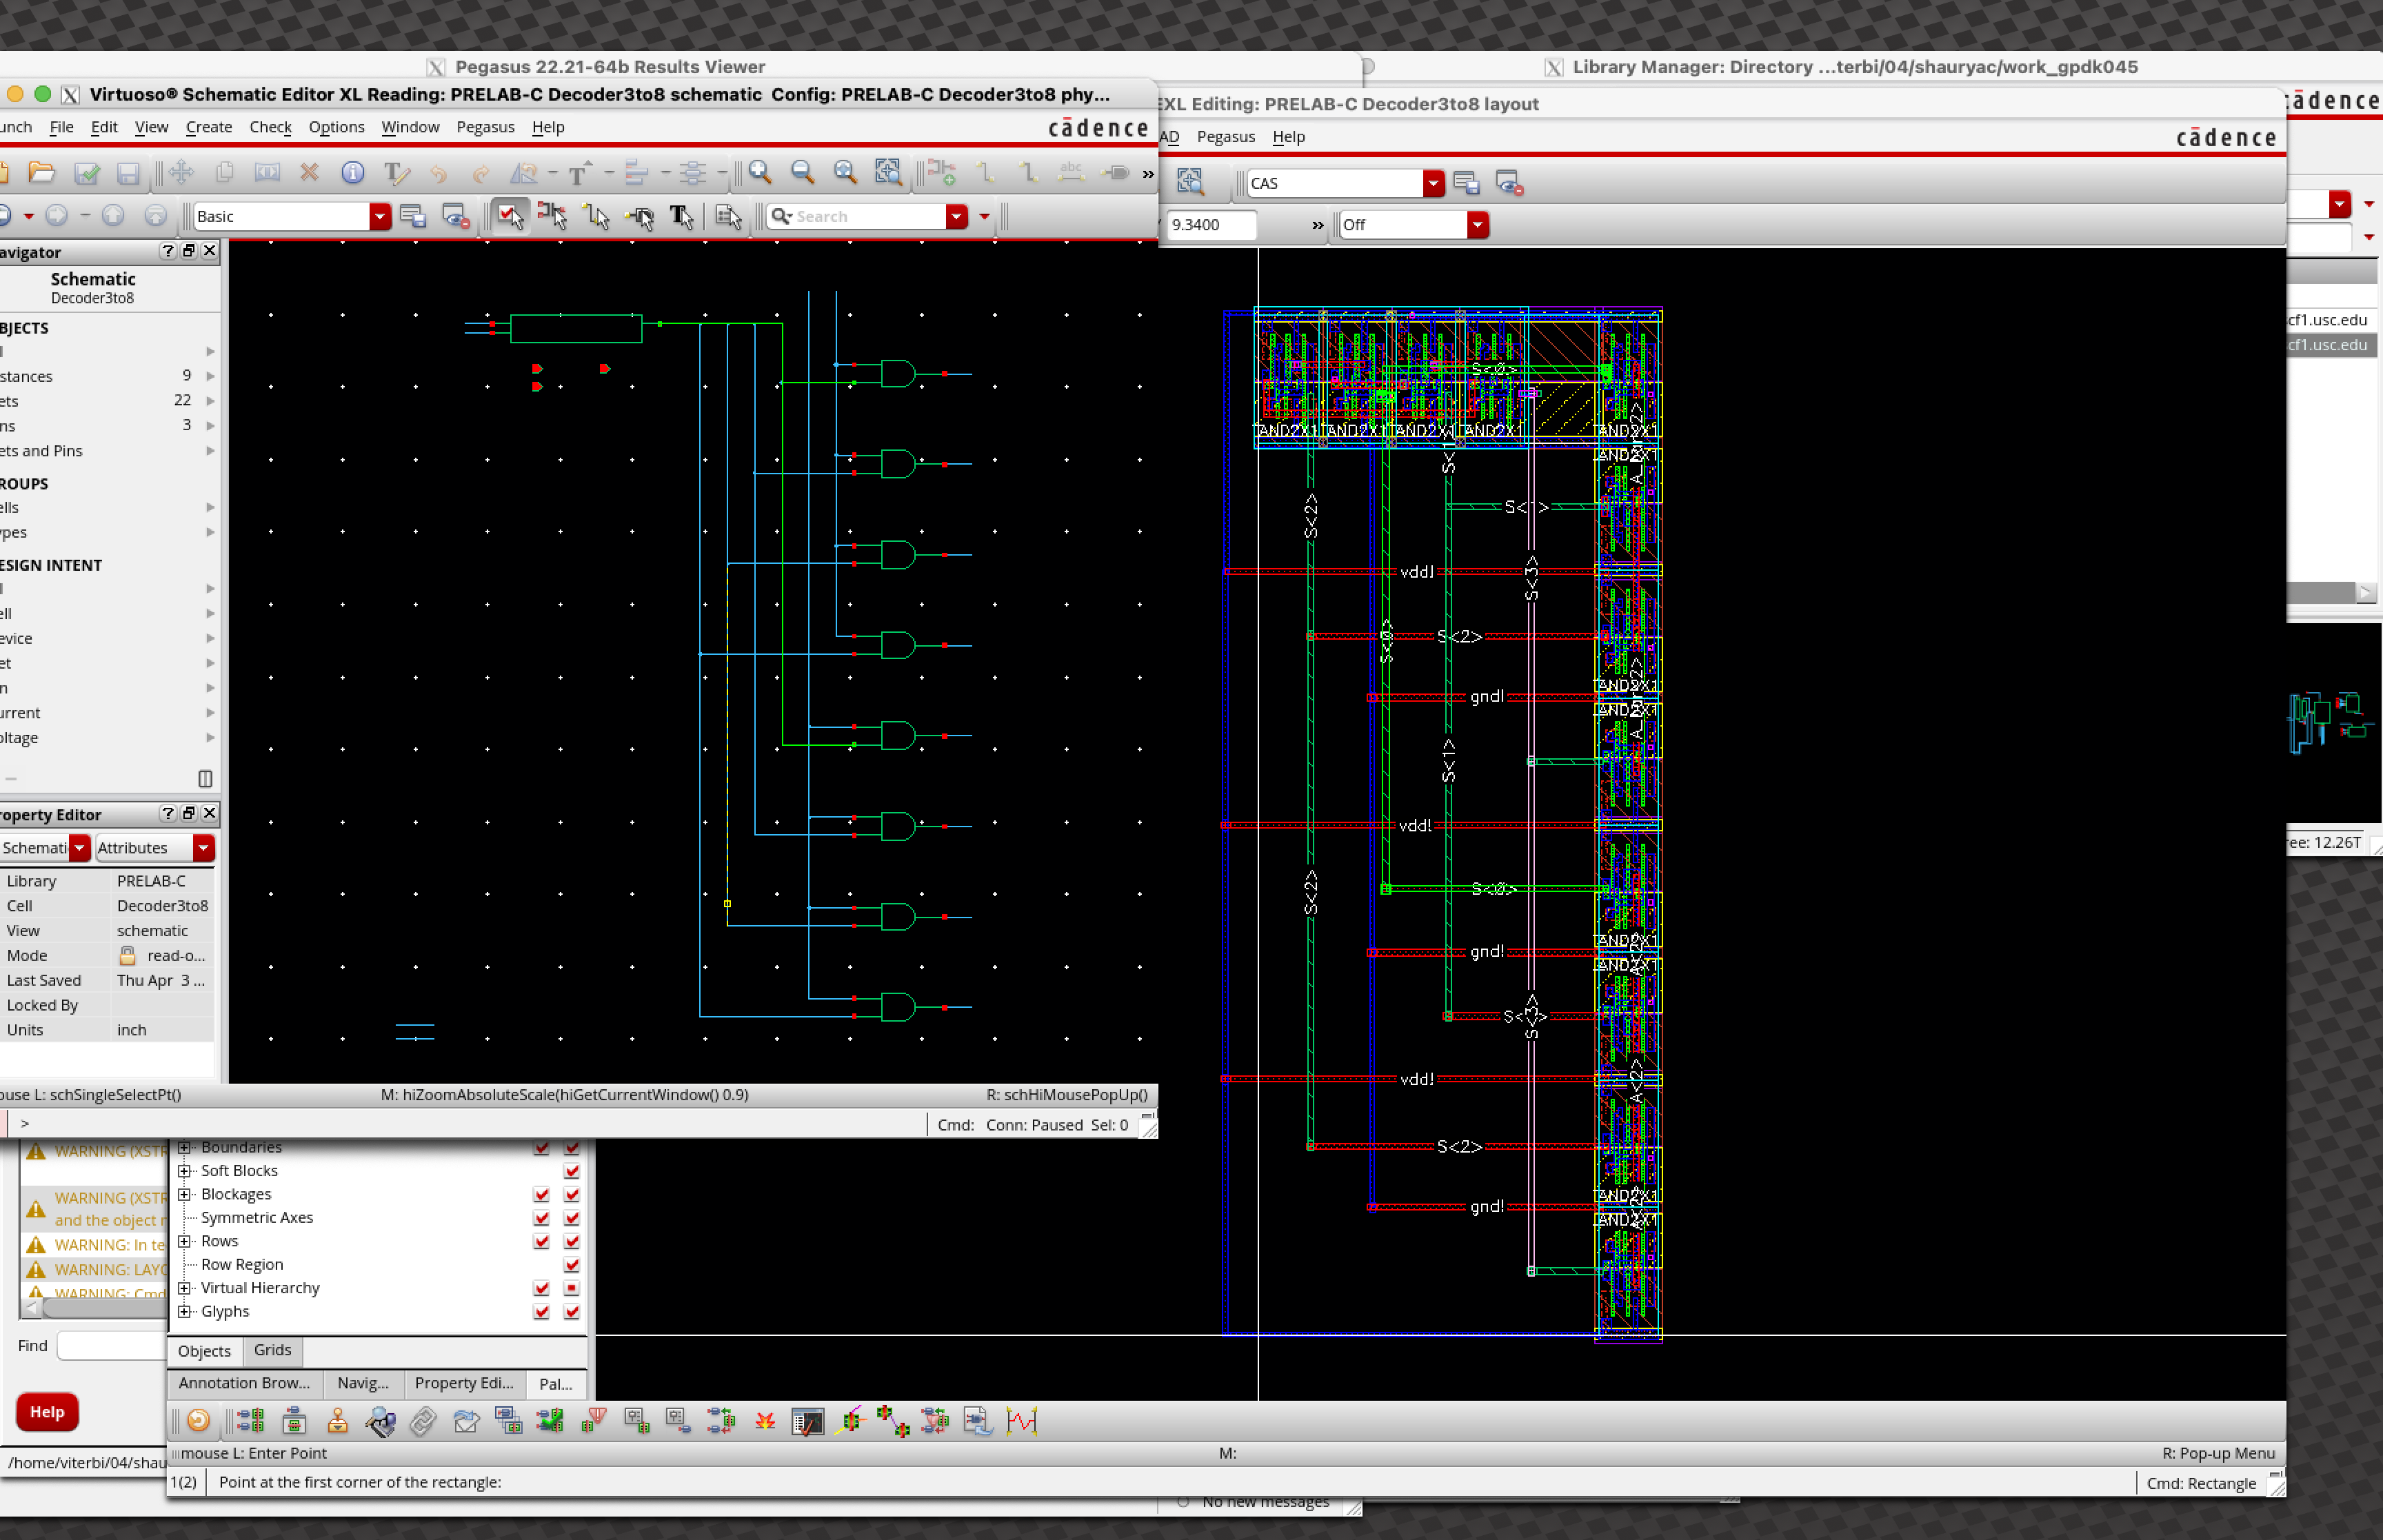 Pegasus 22.21-64b Results Viewer
Library Manager: Directory ...terbi/04/shauryac/work_gpdk045
Virtuoso® Schematic Editor XL Reading: PRELAB-C Decoder3to8 schematic Config: PRELAB-C Decoder3to8 phy...
EXL Editing: PRELAB-C Decoder3to8 layout
cādence
unch File Edit View Create Check Options Window Pegasus Help
cādence
AD Pegasus Help
cādence
CAS
Basic
Search
9.3400
Off
avigator
Schematic
Decoder3to8
BJECTS
l
stances 9
ets 22
ns 3
ets and Pins
ROUPS
ells
ypes
ESIGN INTENT
l
ell
evice
et
n
urrent
oltage
roperty Editor
Schemati Attributes
Library PRELAB-C
Cell Decoder3to8
View schematic
Mode read-o...
Last Saved Thu Apr 3 ...
Locked By
Units inch
ouse L: schSingleSelectPt()
M: hiZoomAbsoluteScale(hiGetCurrentWindow() 0.9)
R: schHiMousePopUp()
>
Cmd: Conn: Paused Sel: 0
S<0>
AND2X1 AND2X1 AND2X1 AND2X1 AND2X1
AND2X1
S<2>
vdd!
S<3>
S<2>
gnd!
AND2X1
AND2X1
S<1>
vdd!
S<2>
S<0>
AND2X1
gnd!
AND2X1
S<3>
A<2>
vdd!
S<2>
AND2X1
gnd!
AND2X1
cf1.usc.edu
cf1.usc.edu
ree: 12.26T
WARNING (XSTR
WARNING (XSTR
and the object r
WARNING: In te
WARNING: LAYO
WARNING: Cmd
Find
Help
/home/viterbi/04/shau
Boundaries
Soft Blocks
Blockages
Symmetric Axes
Rows
Row Region
Virtual Hierarchy
Glyphs
Objects Grids
Annotation Brow... Navig... Property Edi... Pal...
mouse L: Enter Point
M:
R: Pop-up Menu
1(2) Point at the first corner of the rectangle:
Cmd: Rectangle
No new messages